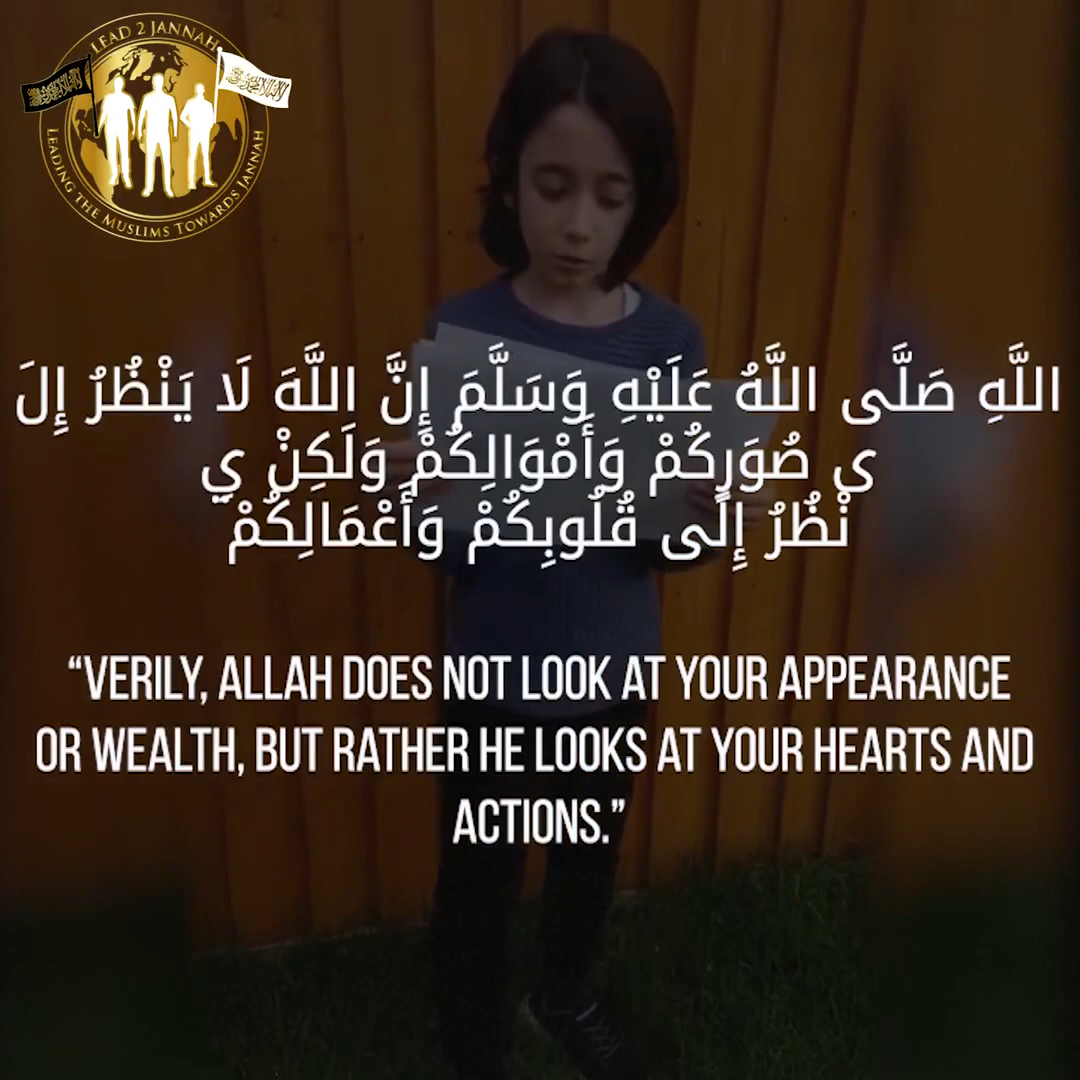 LEAD 2 JANNAH
LEADING THE MUSLIMS TOWARDS JANNAH
اللَّهِ صَلَّى اللَّهُ عَلَيْهِ وَسَلَّمَ إِنَّ اللَّهَ لَا يَنْظُرُ إِلَ
ى صُوَرِكُمْ وَأَمْوَالِكُمْ وَلَكِنْ يَ
نْظُرُ إِلَى قُلُوبِكُمْ وَأَعْمَالِكُمْ
“VERILY, ALLAH DOES NOT LOOK AT YOUR APPEARANCE
OR WEALTH, BUT RATHER HE LOOKS AT YOUR HEARTS AND
ACTIONS.”